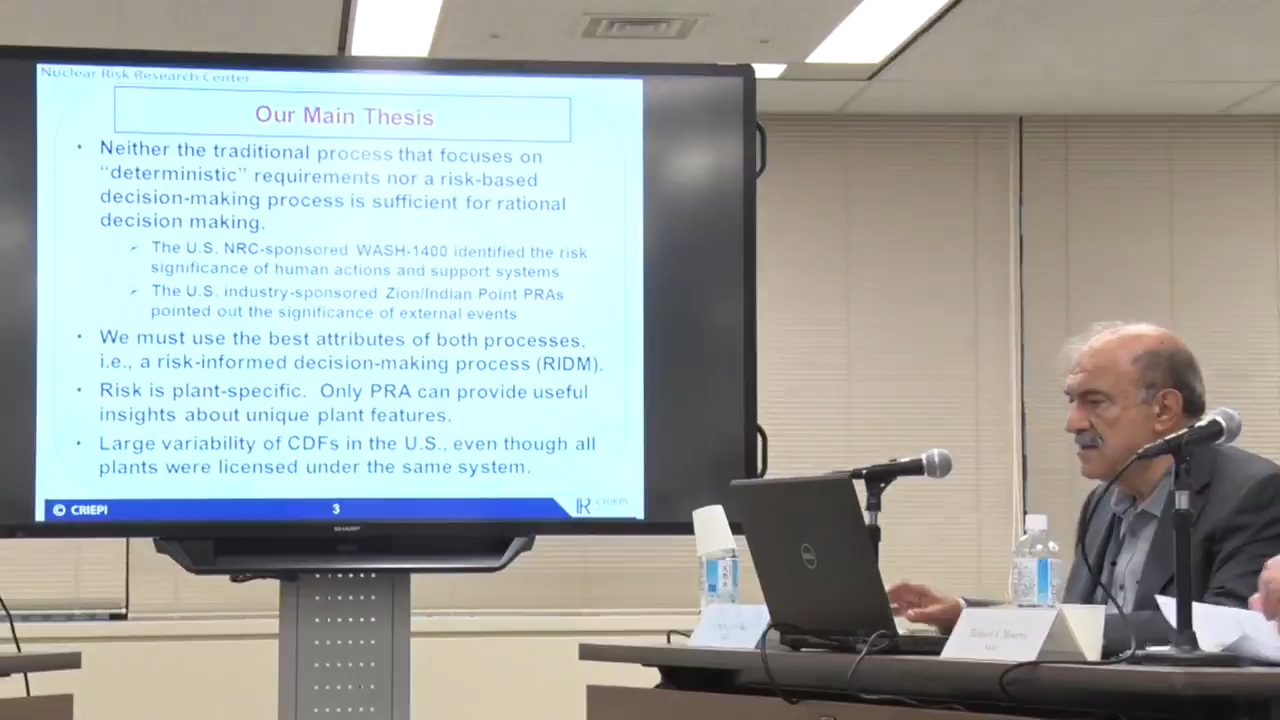 Nuclear Risk Research Center
Our Main Thesis
• Neither the traditional process that focuses on
“deterministic” requirements nor a risk-based
decision-making process is sufficient for rational
decision making.
➢ The U.S. NRC-sponsored WASH-1400 identified the risk
significance of human actions and support systems
➢ The U.S. industry-sponsored Zion/Indian Point PRAs
pointed out the significance of external events
• We must use the best attributes of both processes,
i.e., a risk-informed decision-making process (RIDM).
• Risk is plant-specific. Only PRA can provide useful
insights about unique plant features.
• Large variability of CDFs in the U.S., even though all
plants were licensed under the same system.
© CRIEPI
3
CRIEPI
SHARP
DELL
Richard A.